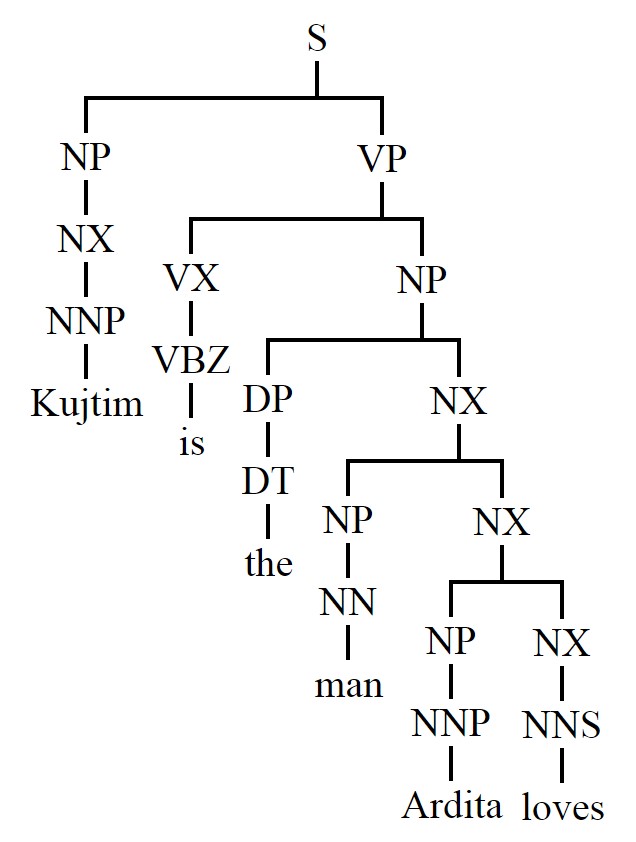 S
NP VP
NX VX NP
NNP VBZ DP NX
Kujtim is DT NP NX
the NN NP NX
man NNP NNS
Ardita loves